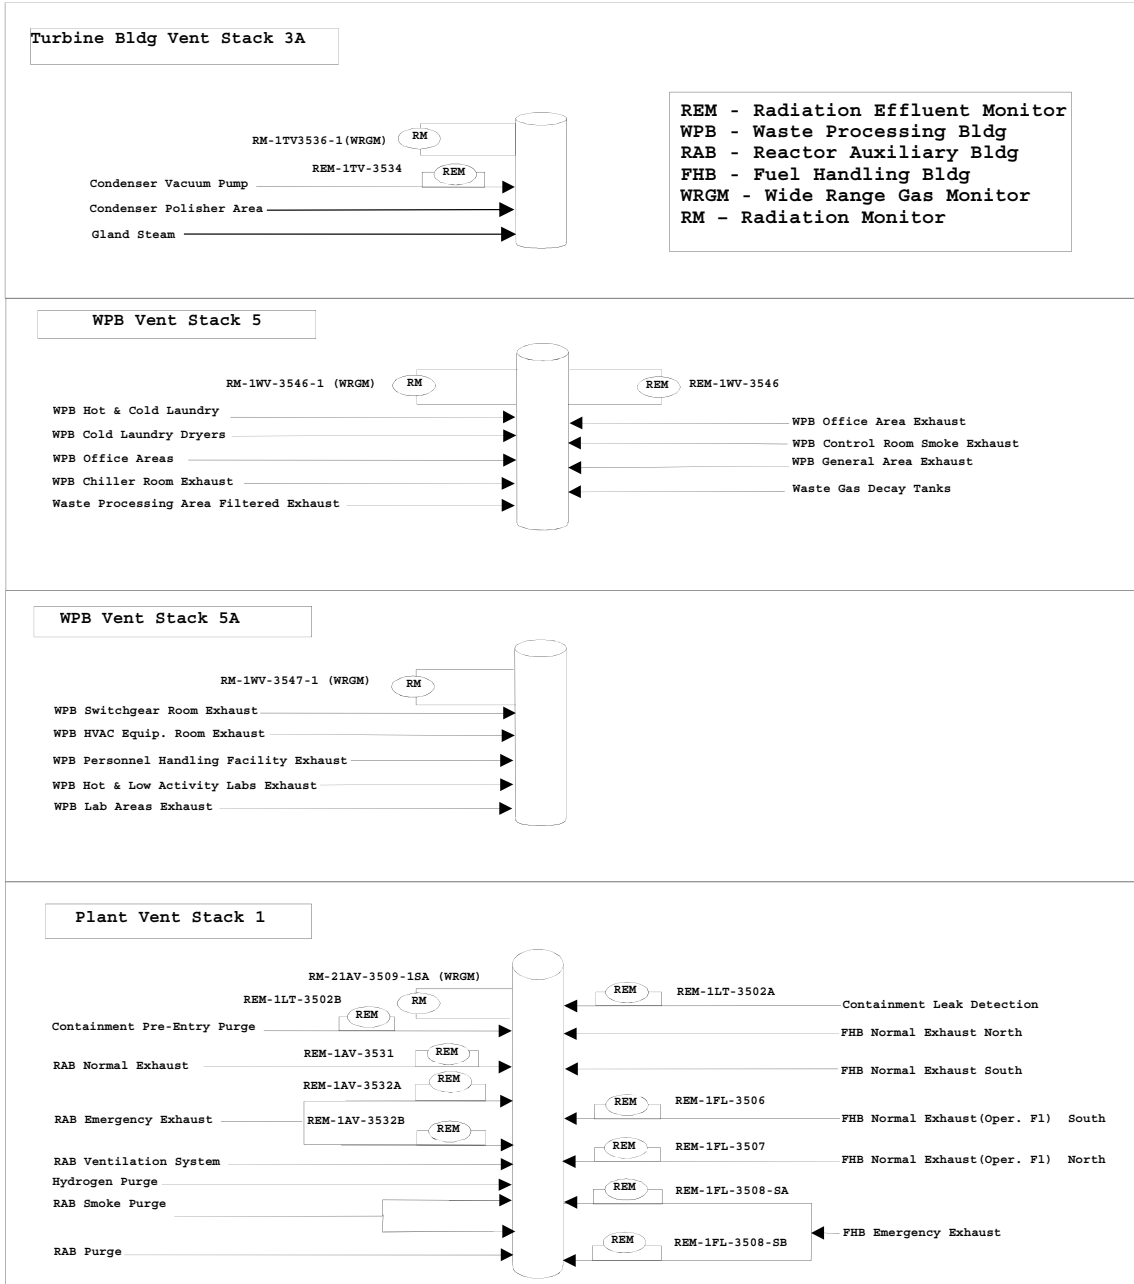 Turbine Bldg Vent Stack 3A
REM - Radiation Effluent Monitor
WPB - Waste Processing Bldg
RAB - Reactor Auxiliary Bldg
FHB - Fuel Handling Bldg
WRGM - Wide Range Gas Monitor
RM – Radiation Monitor
RM-1TV3536-1(WRGM)
RM
REM-1TV-3534
REM
Condenser Vacuum Pump
Condenser Polisher Area
Gland Steam
WPB Vent Stack 5
RM-1WV-3546-1 (WRGM)
RM
REM
REM-1WV-3546
WPB Hot & Cold Laundry
WPB Cold Laundry Dryers
WPB Office Areas
WPB Chiller Room Exhaust
Waste Processing Area Filtered Exhaust
WPB Office Area Exhaust
WPB Control Room Smoke Exhaust
WPB General Area Exhaust
Waste Gas Decay Tanks
WPB Vent Stack 5A
RM-1WV-3547-1 (WRGM)
RM
WPB Switchgear Room Exhaust
WPB HVAC Equip. Room Exhaust
WPB Personnel Handling Facility Exhaust
WPB Hot & Low Activity Labs Exhaust
WPB Lab Areas Exhaust
Plant Vent Stack 1
RM-21AV-3509-1SA (WRGM)
RM
REM-1LT-3502B
REM
Containment Pre-Entry Purge
REM-1AV-3531
REM
RAB Normal Exhaust
REM-1AV-3532A
REM
RAB Emergency Exhaust
REM-1AV-3532B
REM
RAB Ventilation System
Hydrogen Purge
RAB Smoke Purge
RAB Purge
REM
REM-1LT-3502A
Containment Leak Detection
FHB Normal Exhaust North
FHB Normal Exhaust South
REM
REM-1FL-3506
FHB Normal Exhaust(Oper. Fl) South
REM
REM-1FL-3507
FHB Normal Exhaust(Oper. Fl) North
REM
REM-1FL-3508-SA
FHB Emergency Exhaust
REM
REM-1FL-3508-SB